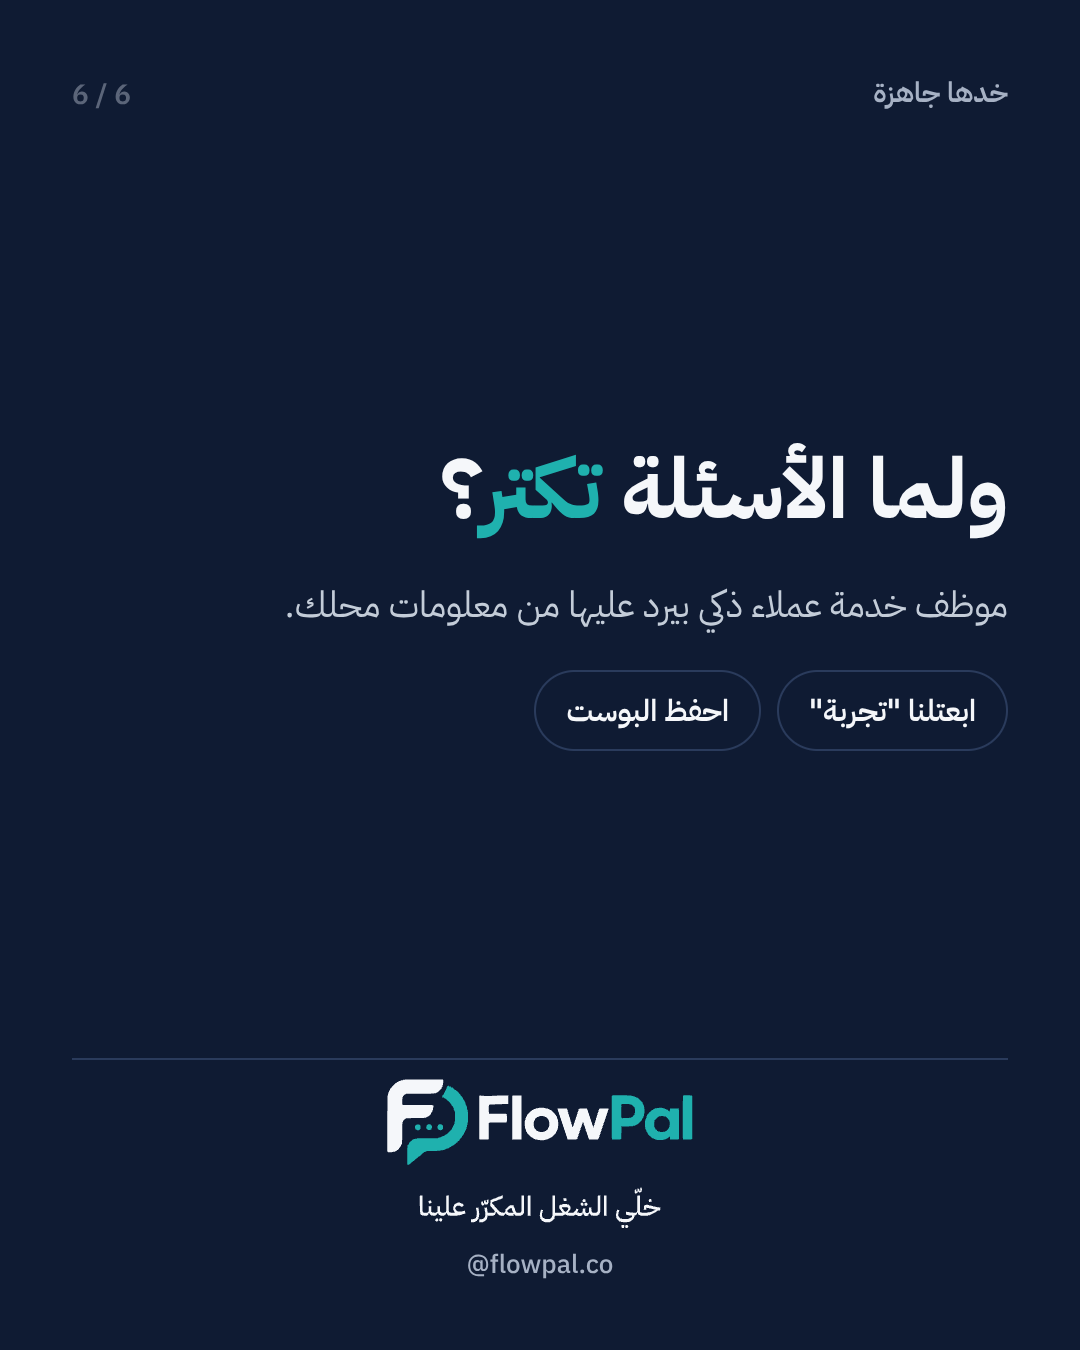 خدها جاهزة
6 / 6
ولما الأسئلة تكتر؟
موظف خدمة عملاء ذكي بيرد عليها من معلومات محلك.
ابعتلنا "تجربة"
احفظ البوست
FlowPal
خلّي الشغل المكرّر علينا
@flowpal.co